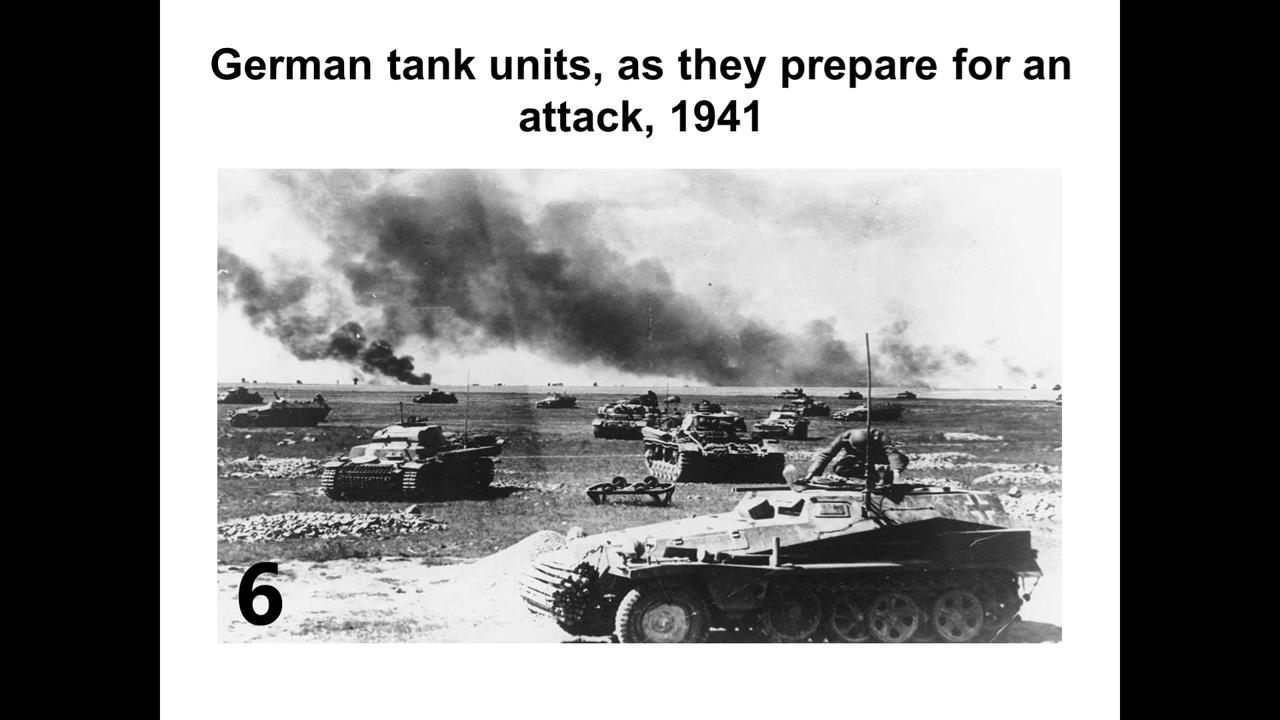 German tank units, as they prepare for an
attack, 1941
6